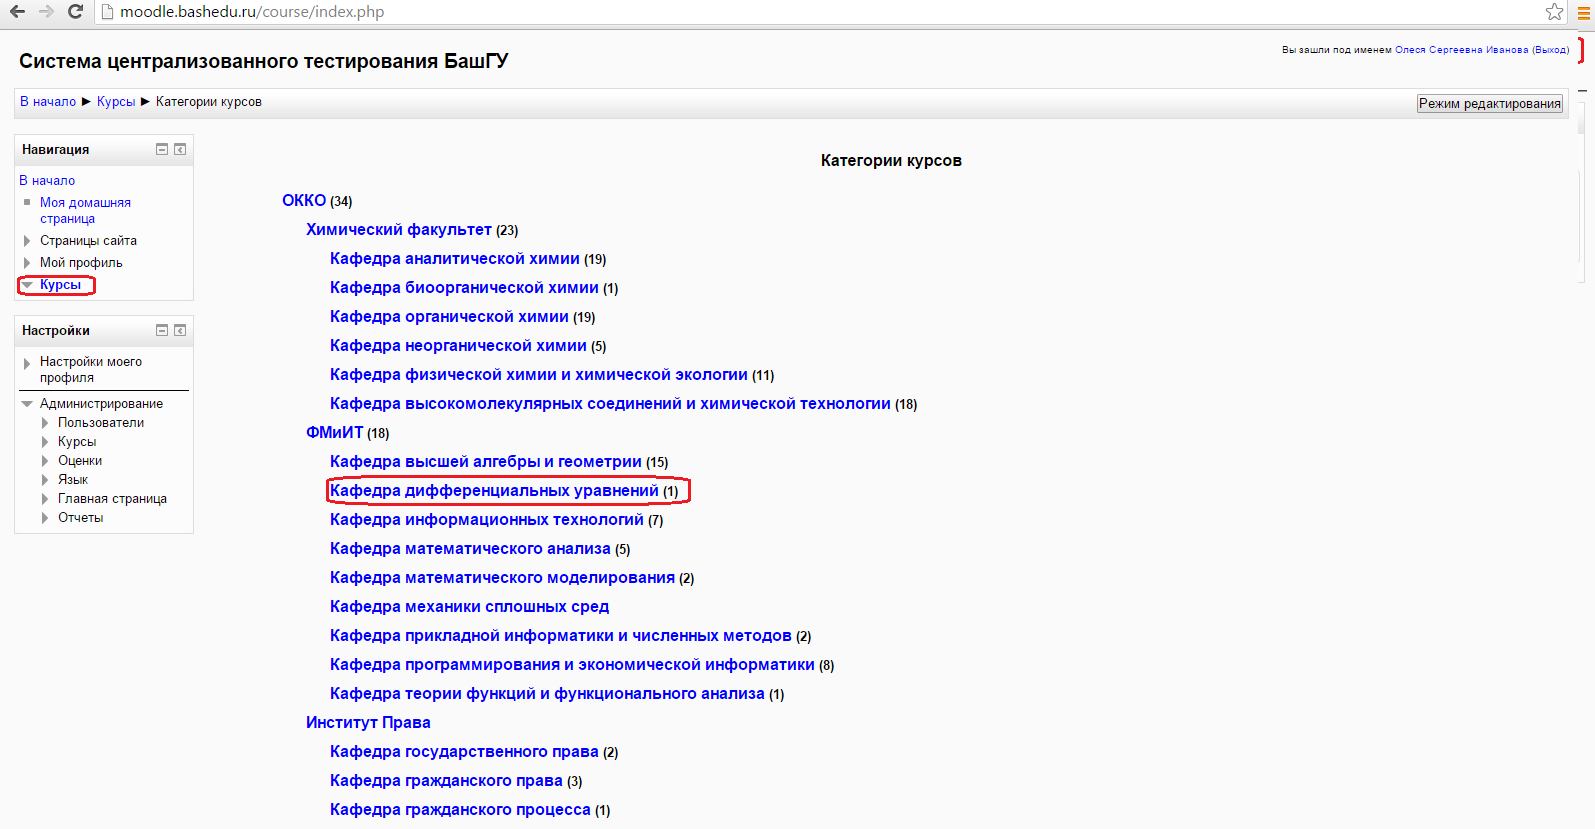 moodle.bashedu.ru/course/index.php
Вы зашли под именем Олеся Сергеевна Иванова (Выход)
Система централизованного тестирования БашГУ
В начало ► Курсы ► Категории курсов
Режим редактирования
Навигация
В начало
Моя домашняя
страница
Страницы сайта
Мой профиль
Курсы
Настройки
Настройки моего
профиля
Администрирование
Пользователи
Курсы
Оценки
Язык
Главная страница
Отчеты
Категории курсов
ОККО (34)
Химический факультет (23)
Кафедра аналитической химии (19)
Кафедра биоорганической химии (1)
Кафедра органической химии (19)
Кафедра неорганической химии (5)
Кафедра физической химии и химической экологии (11)
Кафедра высокомолекулярных соединений и химической технологии (18)
ФМиИТ (18)
Кафедра высшей алгебры и геометрии (15)
Кафедра дифференциальных уравнений (1)
Кафедра информационных технологий (7)
Кафедра математического анализа (5)
Кафедра математического моделирования (2)
Кафедра механики сплошных сред
Кафедра прикладной информатики и численных методов (2)
Кафедра программирования и экономической информатики (8)
Кафедра теории функций и функционального анализа (1)
Институт Права
Кафедра государственного права (2)
Кафедра гражданского права (3)
Кафедра гражданского процесса (1)